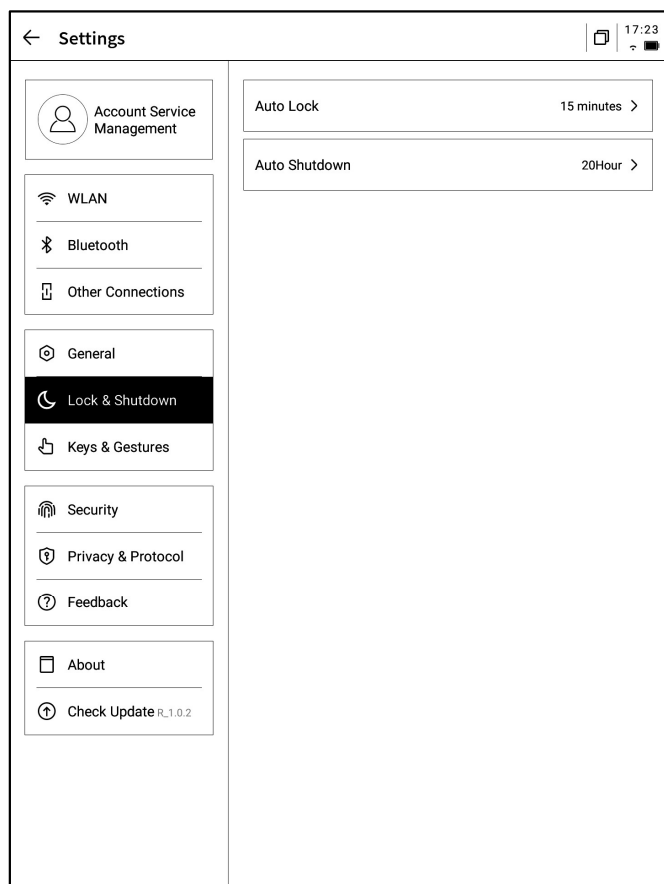 Settings
17:23
Account Service
Management
WLAN
Bluetooth
Other Connections
General
Lock & Shutdown
Keys & Gestures
Security
Privacy & Protocol
Feedback
About
Check Update R_1.0.2
Auto Lock 15 minutes
Auto Shutdown 20Hour